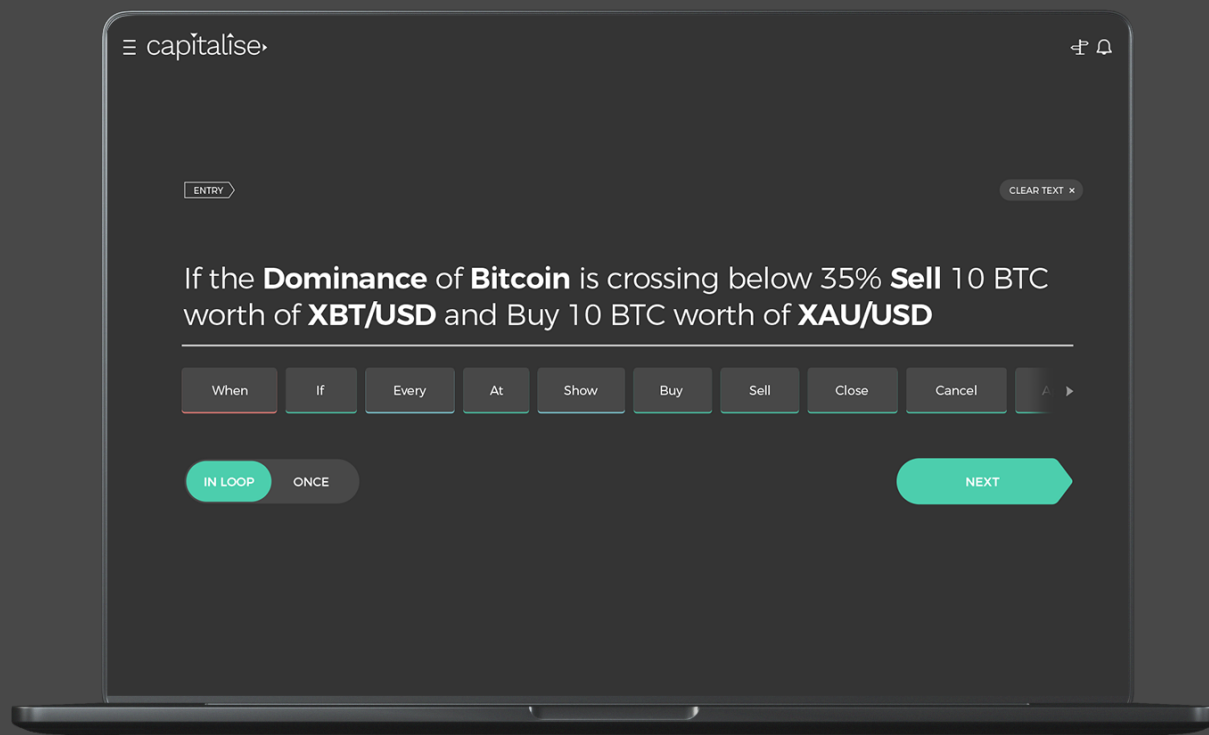 capitalise
ENTRY
CLEAR TEXT ×
If the Dominance of Bitcoin is crossing below 35% Sell 10 BTC
worth of XBT/USD and Buy 10 BTC worth of XAU/USD
When If Every At Show Buy Sell Close Cancel
IN LOOP ONCE
NEXT